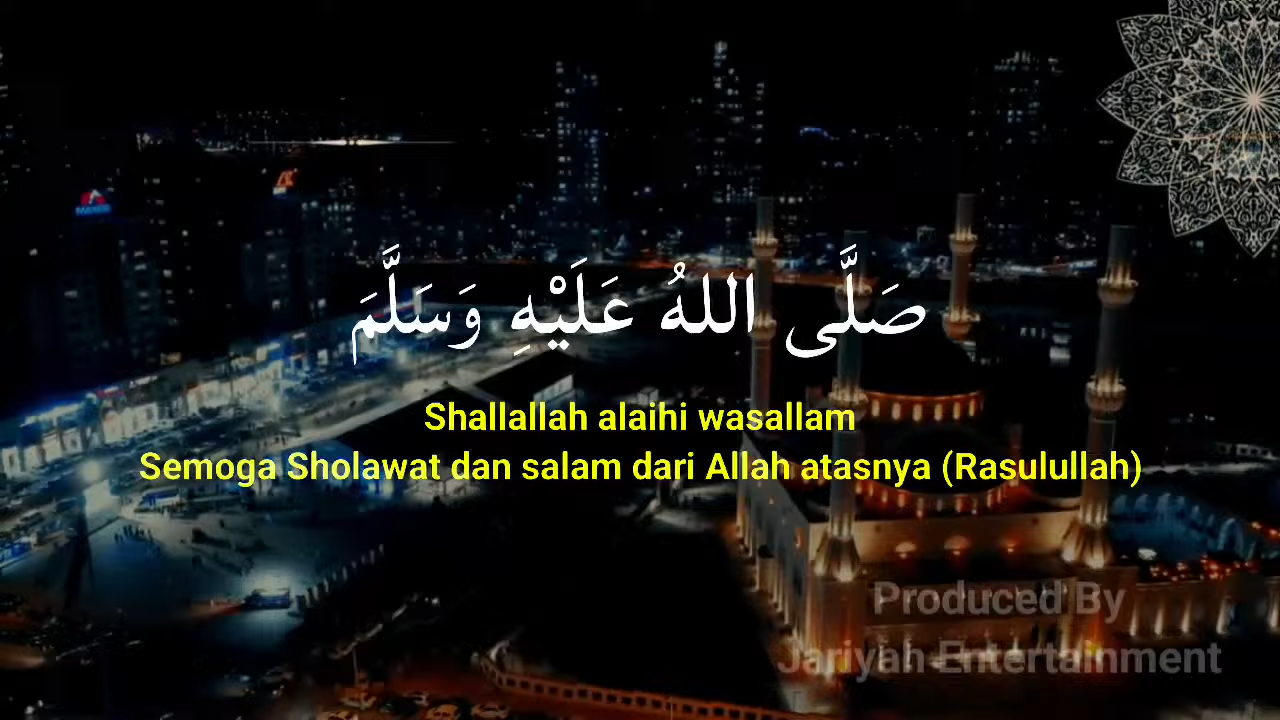 صَلَّى اللهُ عَلَيْهِ وَسَلَّمَ
Shallallah alaihi wasallam
Semoga Sholawat dan salam dari Allah atasnya (Rasulullah)
Produced By
Jariyah Entertainment